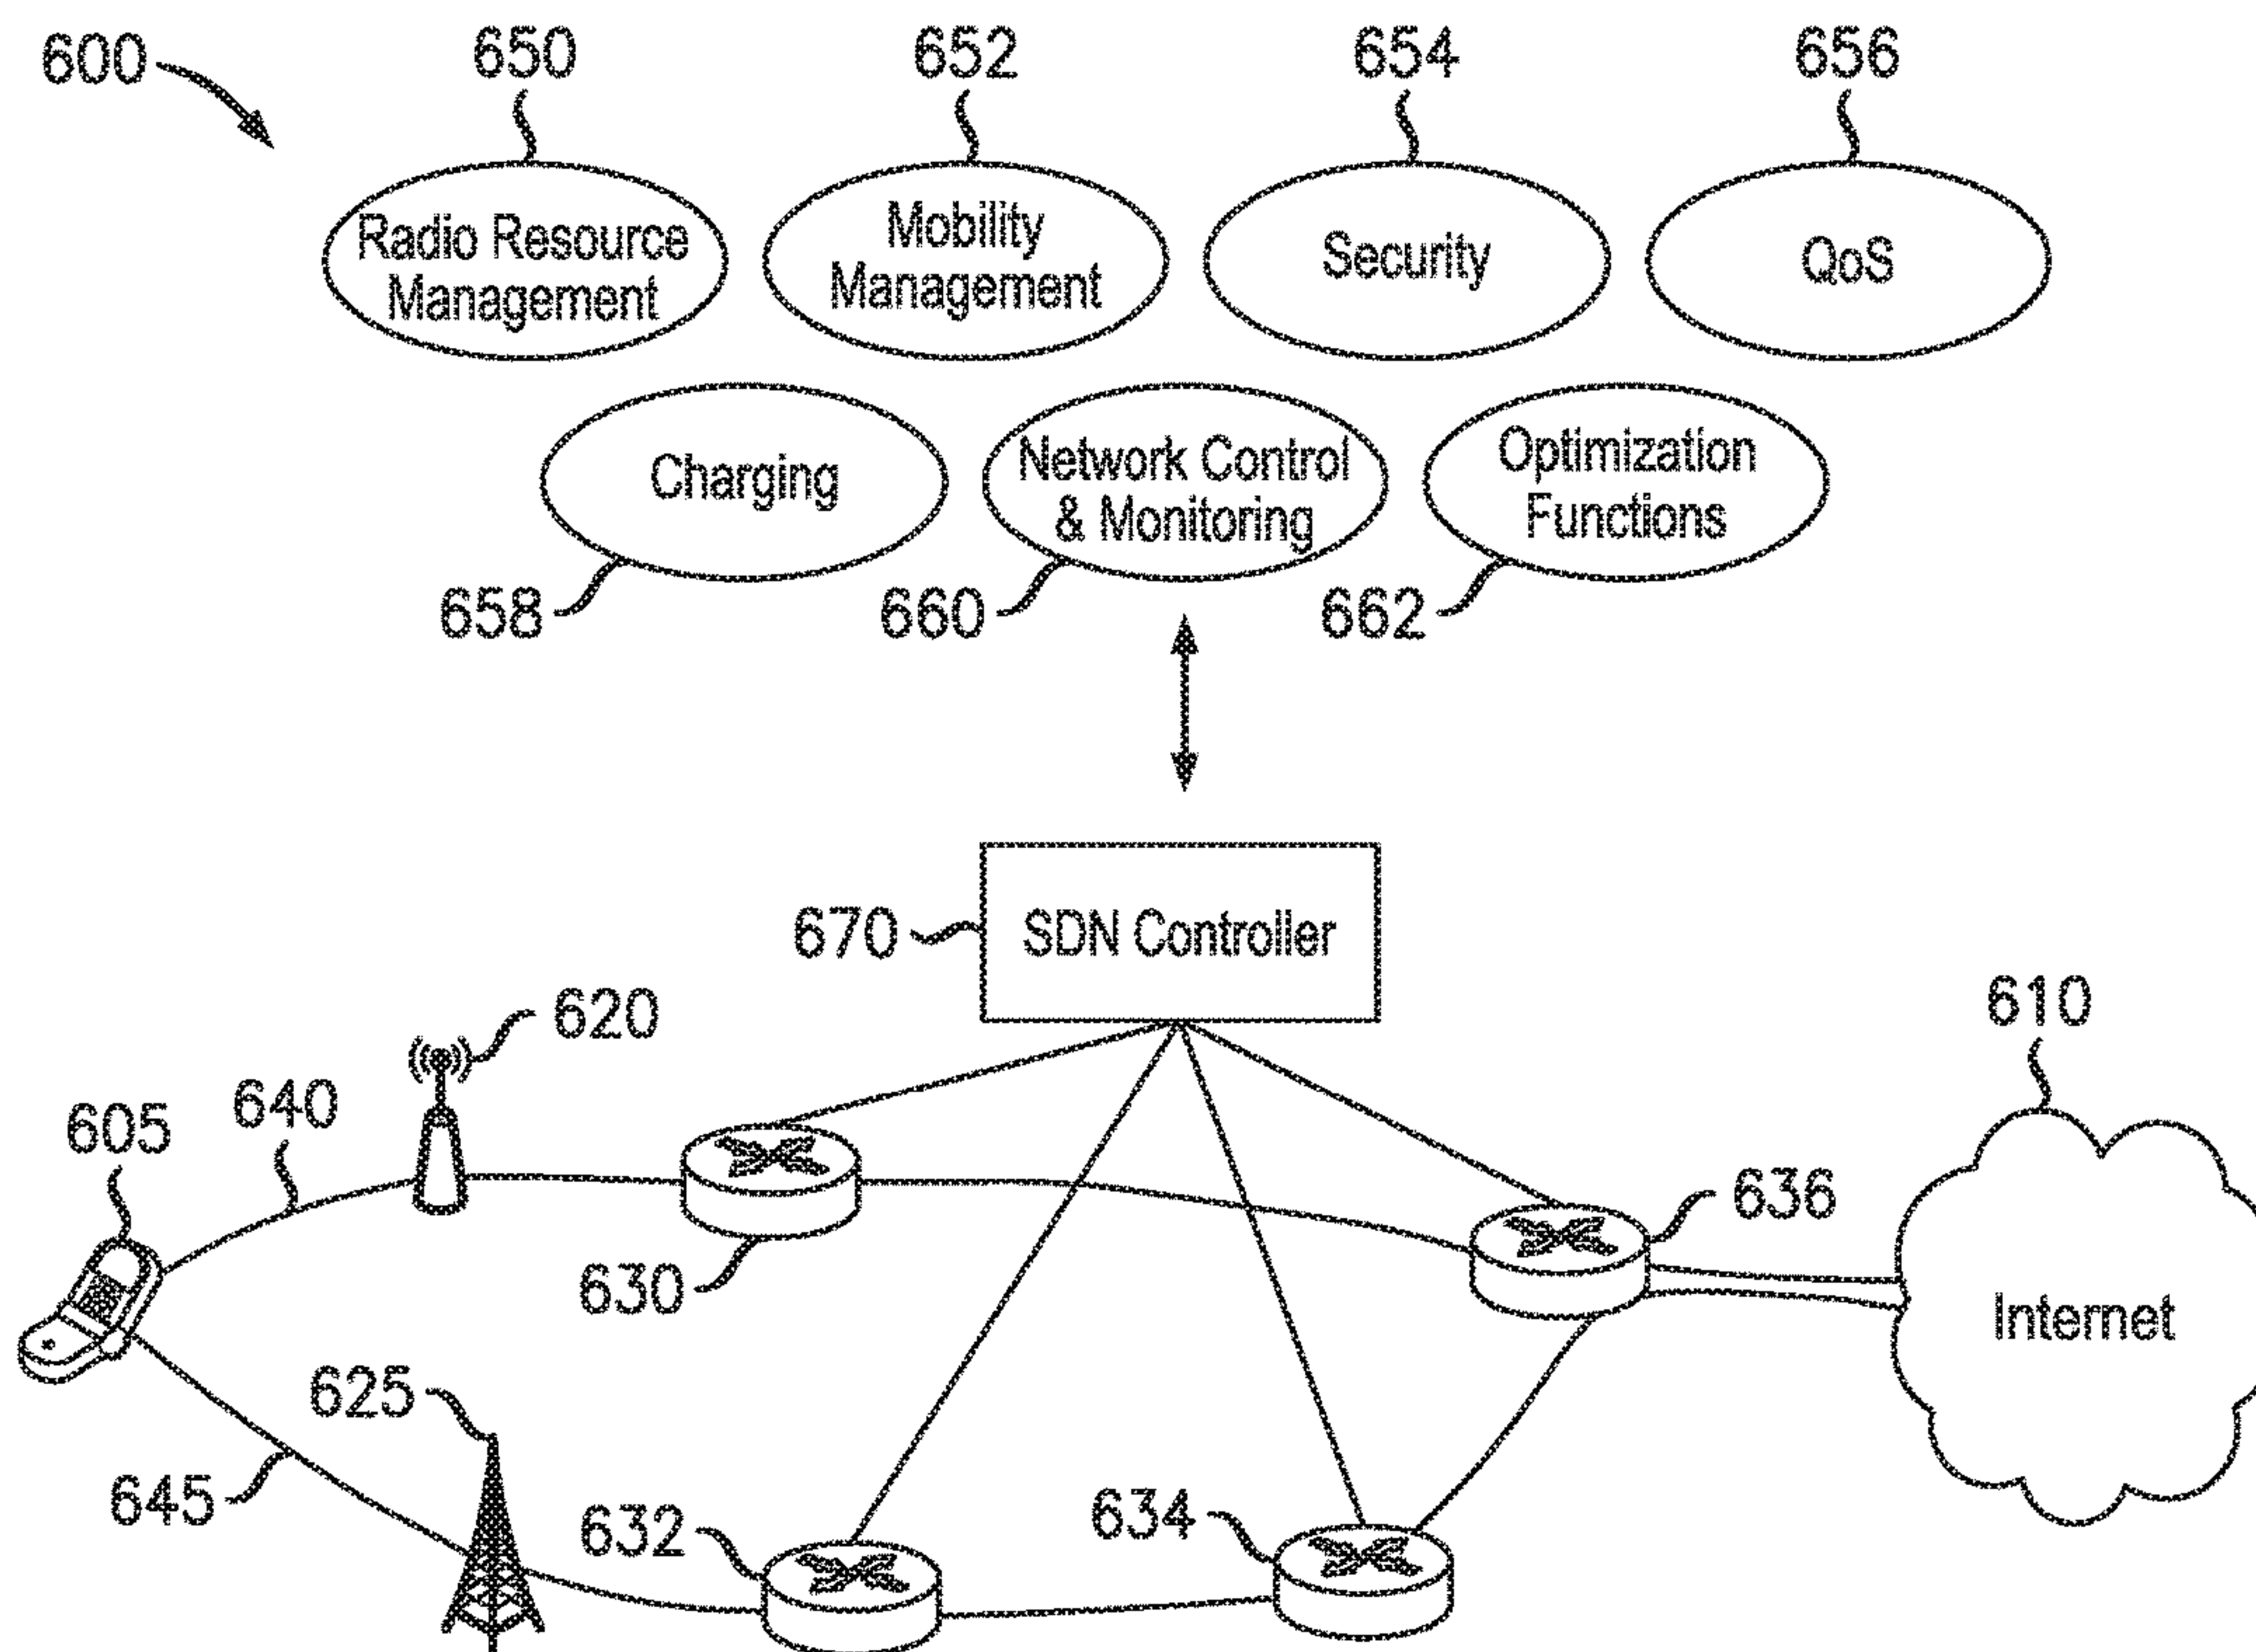 600
650
652
654
656
Radio Resource
Management
Mobility
Management
Security
QoS
Charging
Network Control
& Monitoring
Optimization
Functions
658
660
662
670
SDN Controller
620
610
605
640
636
630
Internet
625
645
632
634